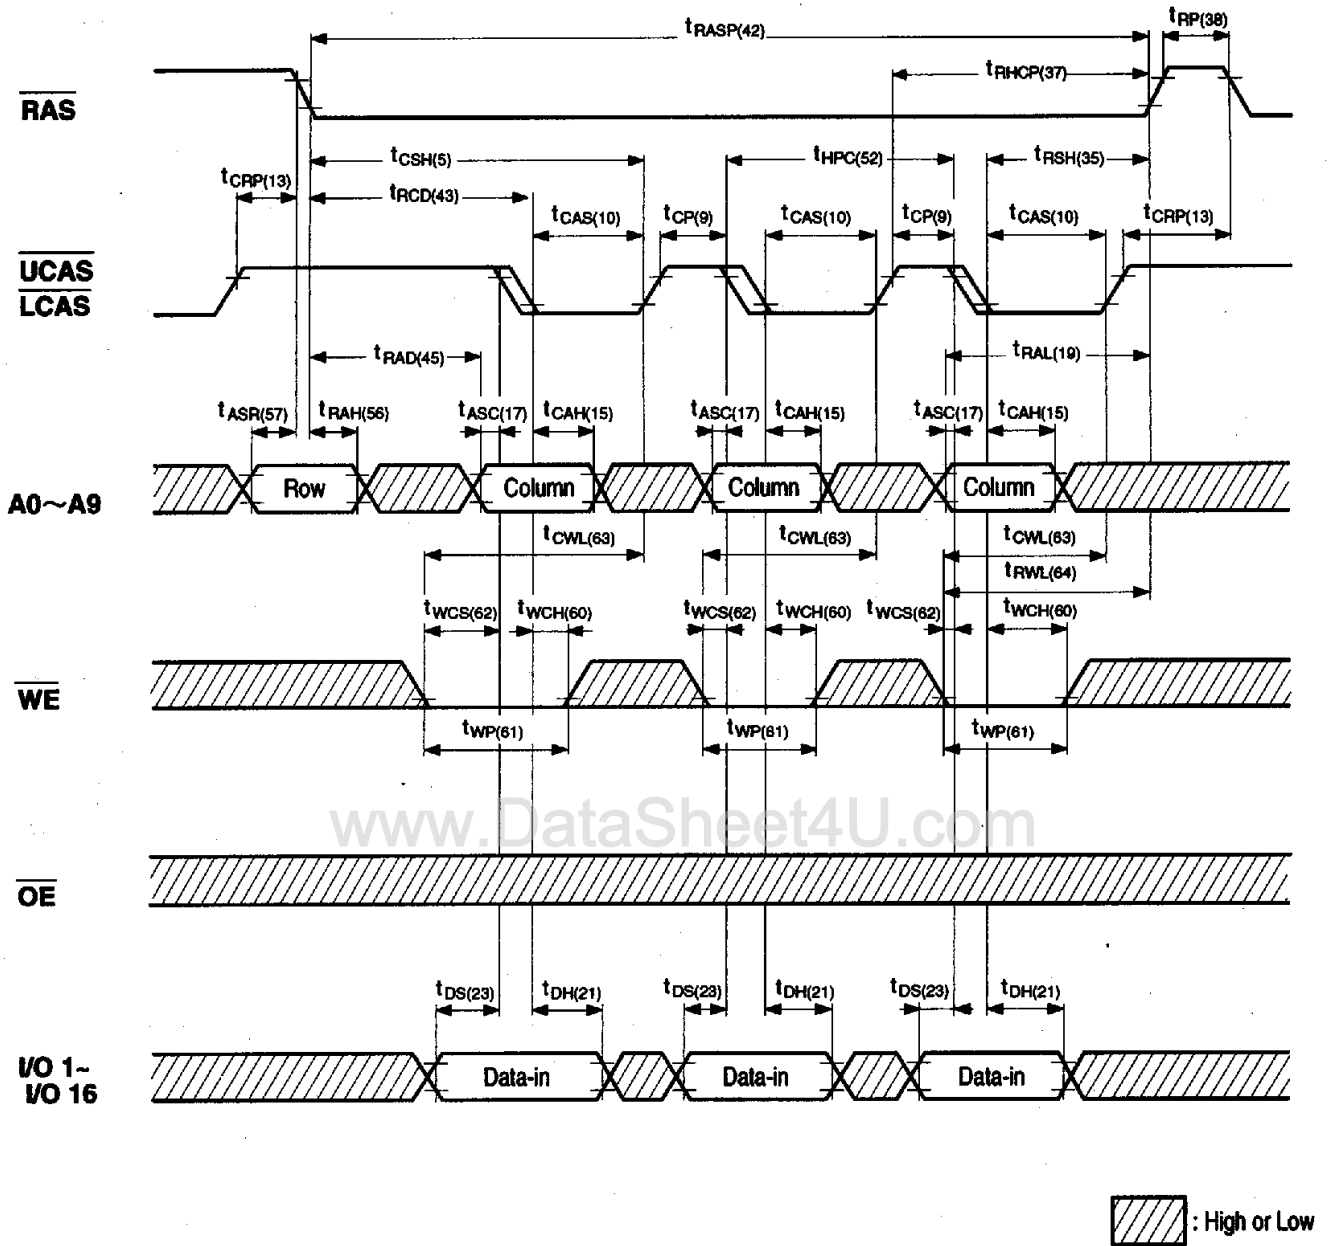 tRASP(42)
tRP(38)
tRHCP(37)
RAS
tCSH(5)
tHPC(52)
tRSH(35)
tCRP(13)
tRCD(43)
tCAS(10)
tCP(9)
tCAS(10)
tCP(9)
tCAS(10)
tCRP(13)
UCAS
LCAS
tRAD(45)
tRAL(19)
tASR(57)
tRAH(56)
tASC(17)
tCAH(15)
tASC(17)
tCAH(15)
tASC(17)
tCAH(15)
A0~A9
Row
Column
Column
Column
tCWL(63)
tCWL(63)
tCWL(63)
tRWL(64)
tWCS(62)
tWCH(60)
tWCS(62)
tWCH(60)
tWCS(62)
tWCH(60)
WE
tWP(61)
tWP(61)
tWP(61)
www.DataSheet4U.com
OE
tDS(23)
tDH(21)
tDS(23)
tDH(21)
tDS(23)
tDH(21)
I/O 1~
I/O 16
Data-in
Data-in
Data-in
: High or Low